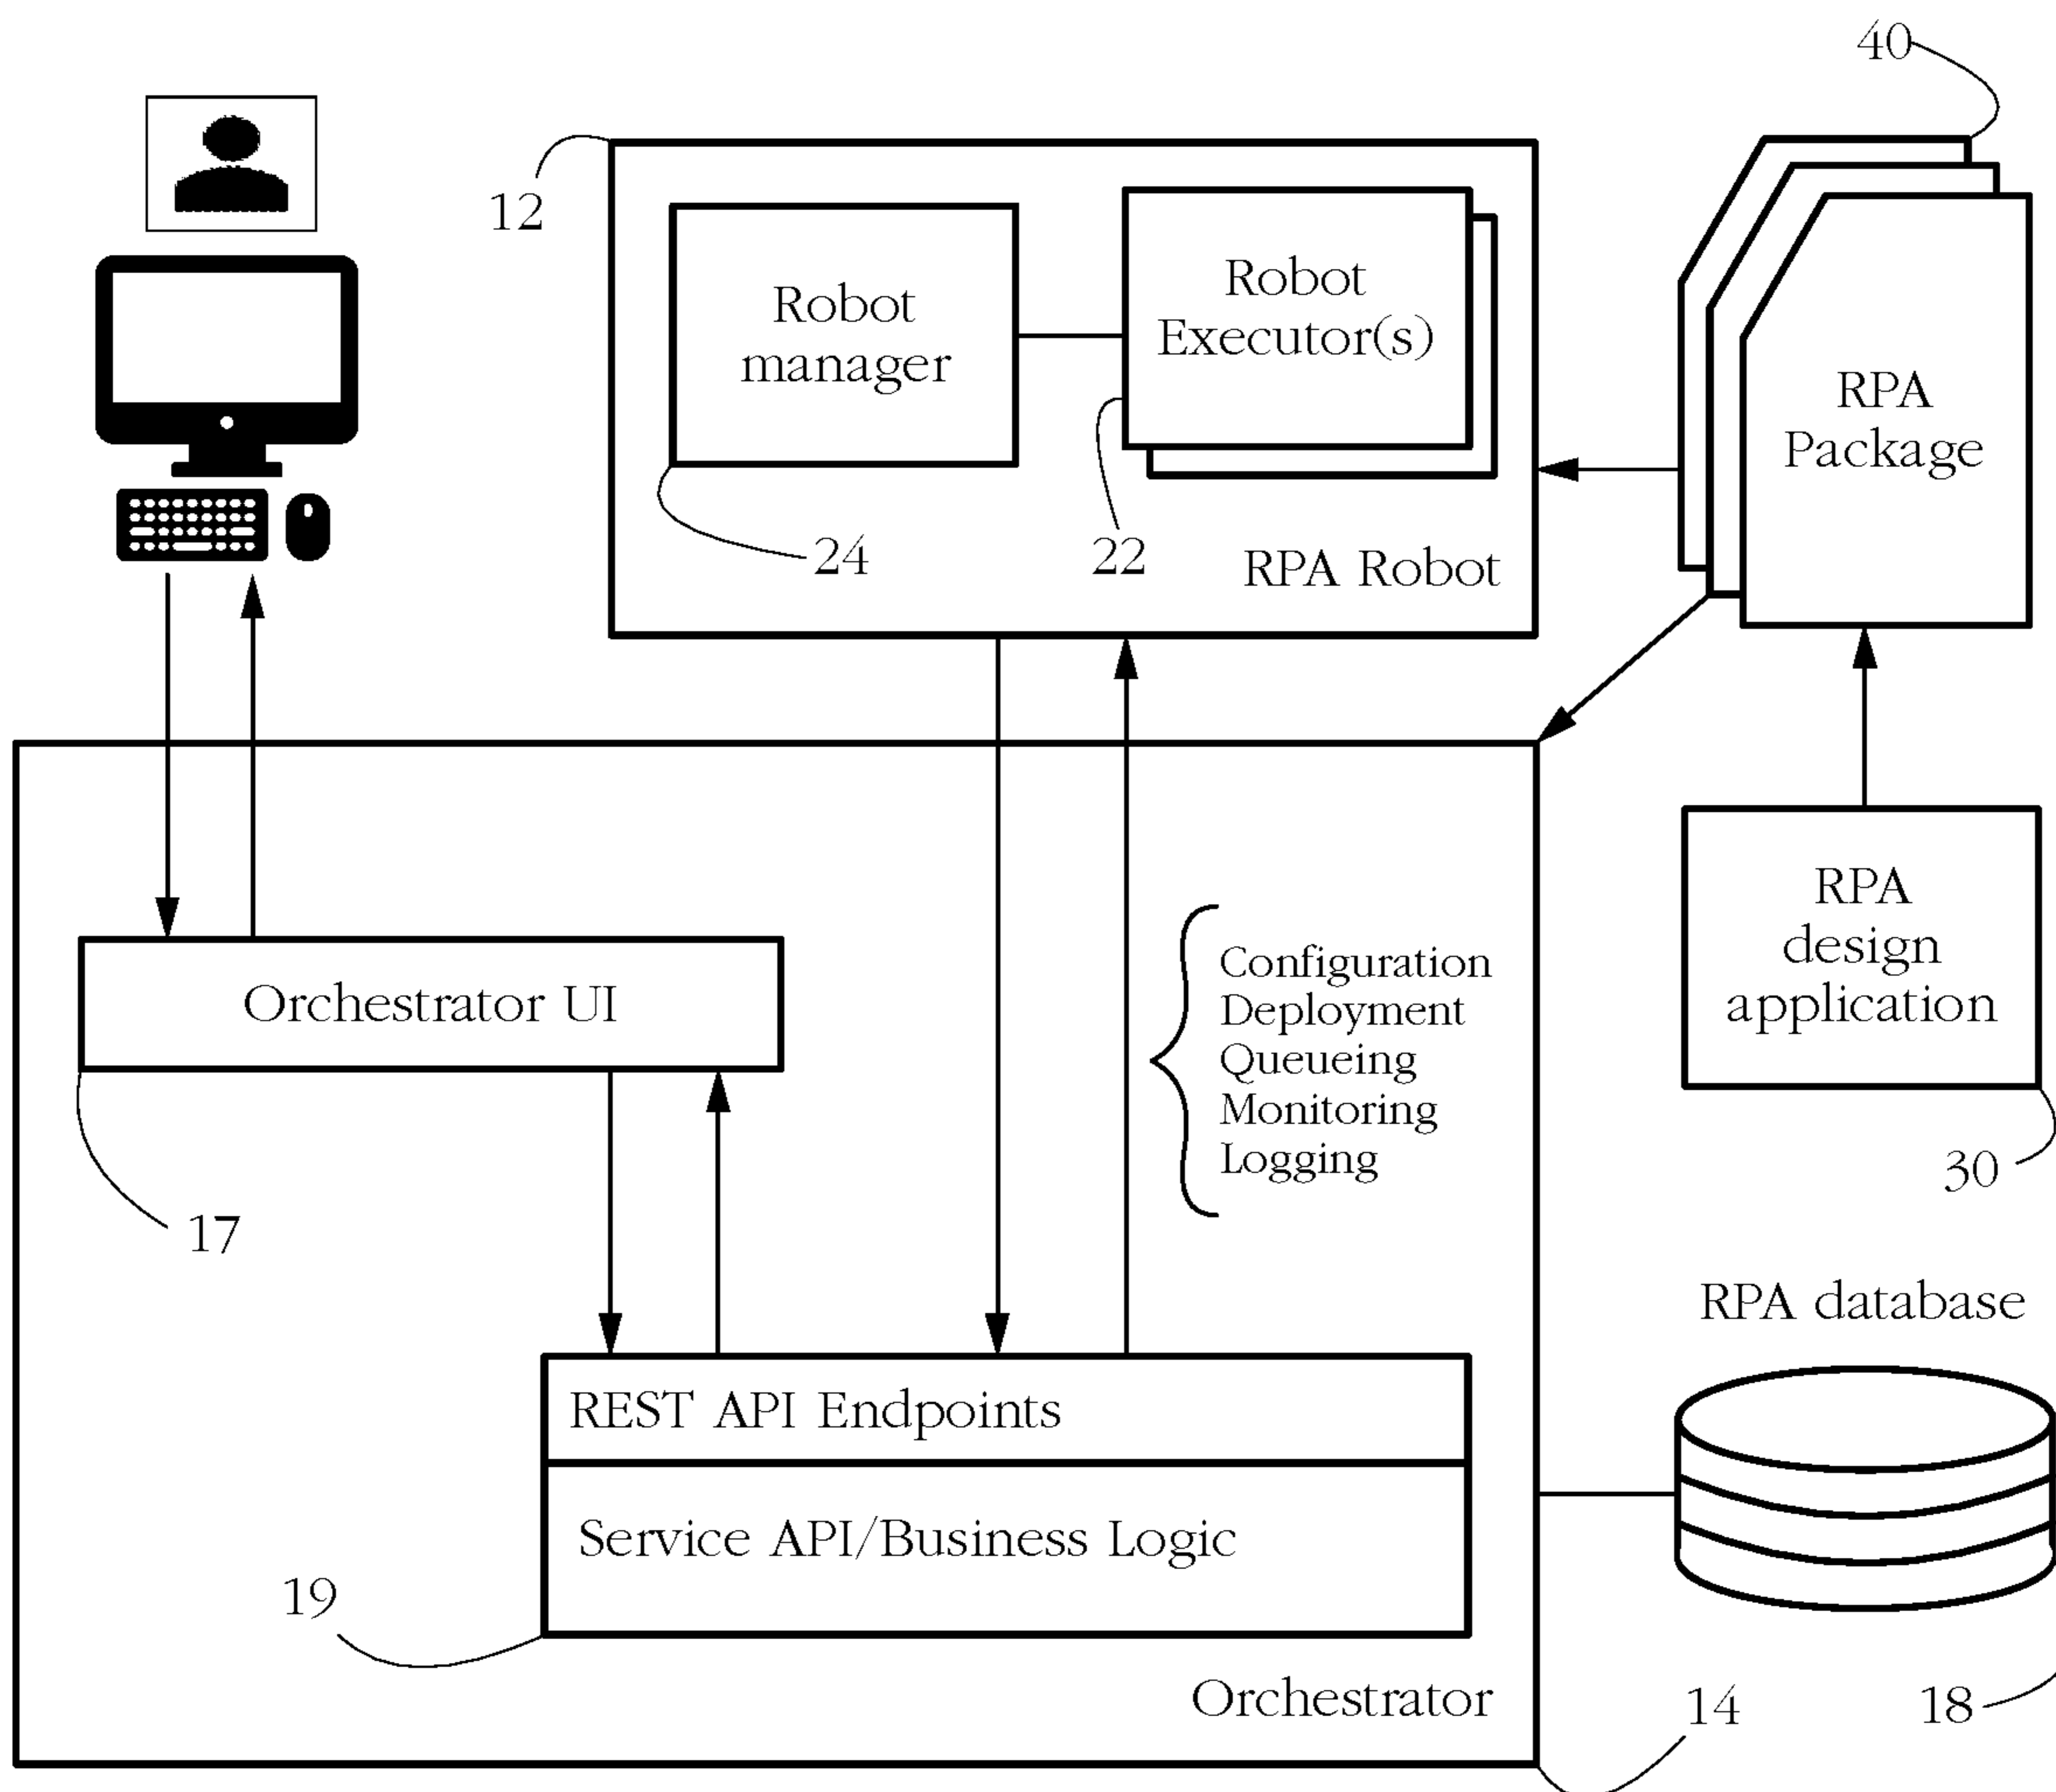 40
12
Robot
manager
Robot
Executor(s)
24
22
RPA Robot
RPA
Package
Orchestrator UI
17
Configuration
Deployment
Queueing
Monitoring
Logging
RPA
design
application
30
REST API Endpoints
Service API/Business Logic
19
Orchestrator
14
RPA database
18